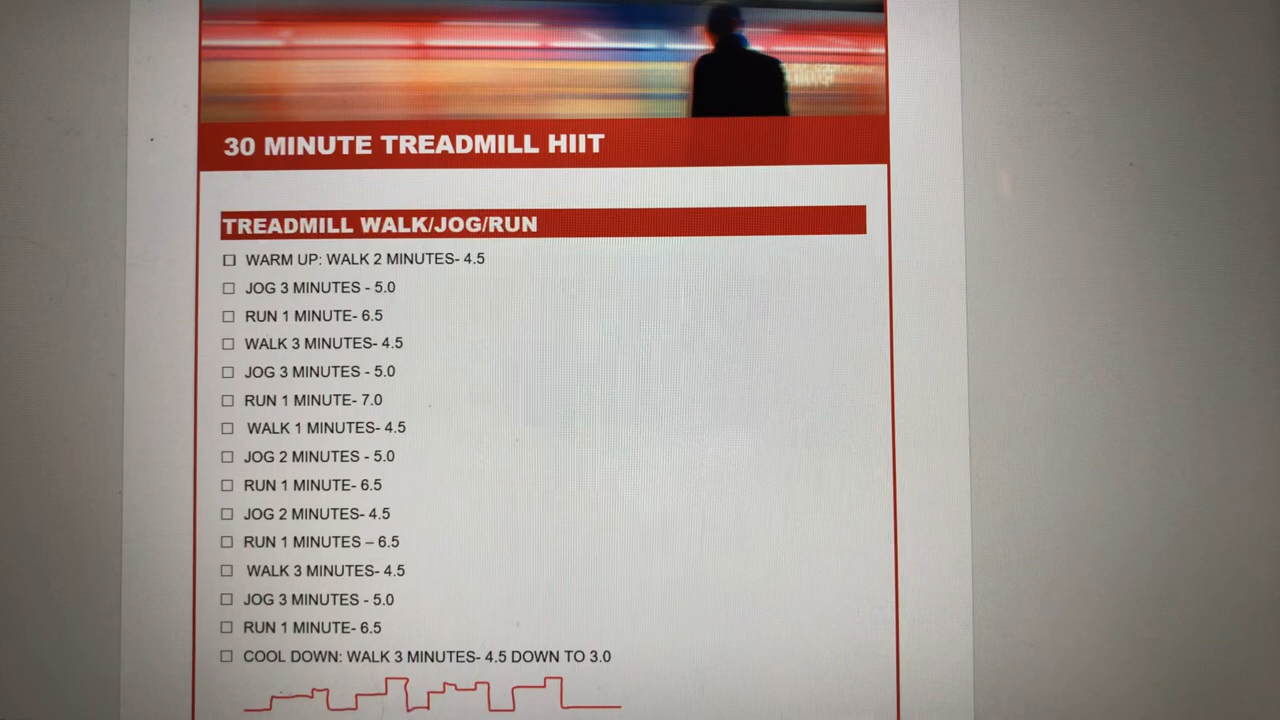 30 MINUTE TREADMILL HIIT
TREADMILL WALK/JOG/RUN
☐ WARM UP: WALK 2 MINUTES- 4.5
☐ JOG 3 MINUTES - 5.0
☐ RUN 1 MINUTE- 6.5
☐ WALK 3 MINUTES- 4.5
☐ JOG 3 MINUTES - 5.0
☐ RUN 1 MINUTE- 7.0
☐ WALK 1 MINUTES- 4.5
☐ JOG 2 MINUTES - 5.0
☐ RUN 1 MINUTE- 6.5
☐ JOG 2 MINUTES- 4.5
☐ RUN 1 MINUTES – 6.5
☐ WALK 3 MINUTES- 4.5
☐ JOG 3 MINUTES - 5.0
☐ RUN 1 MINUTE- 6.5
☐ COOL DOWN: WALK 3 MINUTES- 4.5 DOWN TO 3.0